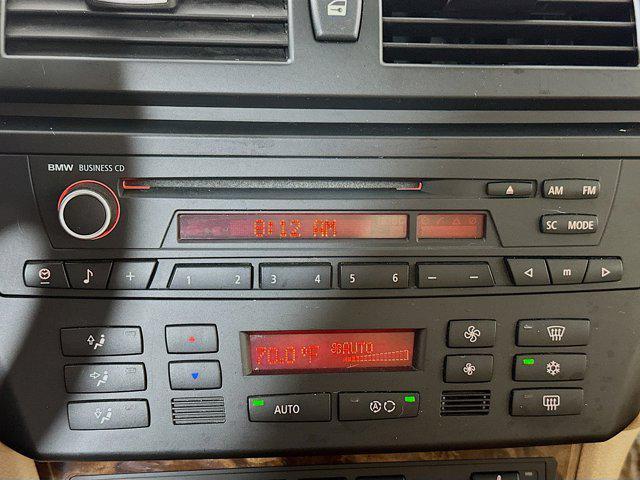 BMW BUSINESS CD
AM FM
8:12 AM
SC MODE
+ 1 2 3 4 5 6 − − m
70.0 °F AUTO
AUTO A